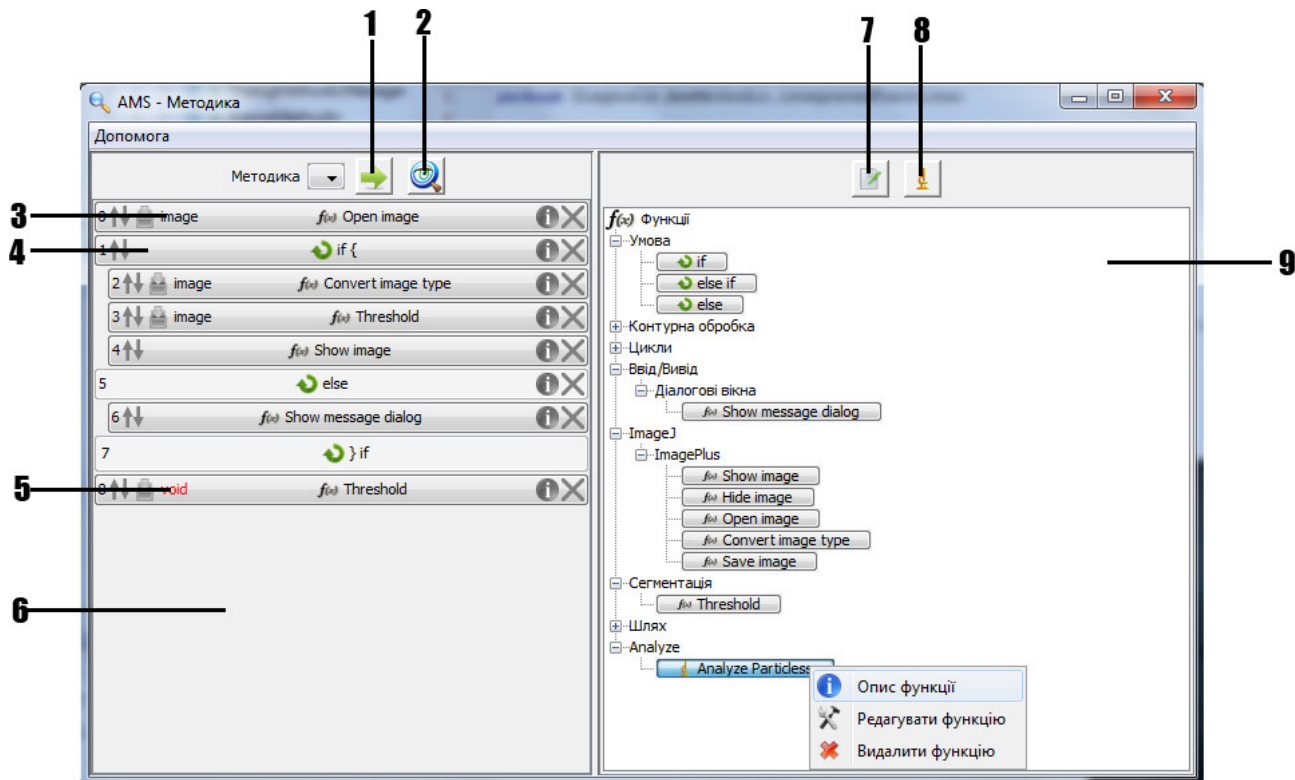 1 2 7 8
AMS - Методика
Допомога
Методика
3
image f(x) Open image
4
1 if {
2 image f(x) Convert image type
3 image f(x) Threshold
4 f(x) Show image
5 else
6 f(x) Show message dialog
7 } if
5
void f(x) Threshold
6
f(x) Функції
Умова
if
else if
else
Контурна обробка
Цикли
Ввід/Вивід
Діалогові вікна
f(x) Show message dialog
ImageJ
ImagePlus
f(x) Show image
f(x) Hide image
f(x) Open image
f(x) Convert image type
f(x) Save image
Сегментація
f(x) Threshold
Шлях
Analyze
Analyze Particless
Опис функції
Редагувати функцію
Видалити функцію
9